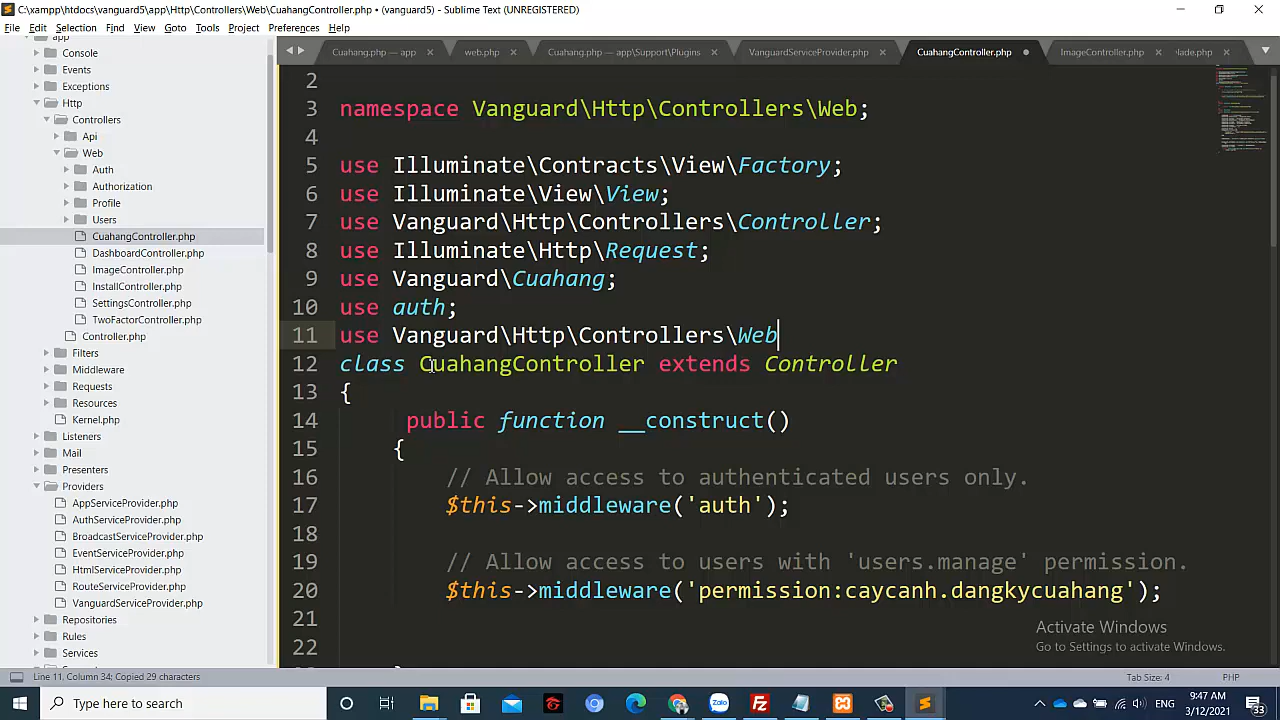 C:\xampp\htdocs\vanguard5\app\Http\Controllers\Web\CuahangController.php • (vanguard5) - Sublime Text (UNREGISTERED)
File Edit Selection Find View Goto Tools Project Preferences Help
Cuahang.php — app
web.php
Cuahang.php — app\Support\Plugins
VanguardServiceProvider.php
CuahangController.php
ImageController.php
lade.php
app
Console
Events
Exceptions
Http
Controllers
Api
Web
Auth
Authorization
Profile
Users
CuahangController.php
DashboardController.php
ImageController.php
InstallController.php
SettingsController.php
TwoFactorController.php
Controller.php
Filters
Middleware
Requests
Resources
Kernel.php
Listeners
Mail
Presenters
Providers
AppServiceProvider.php
AuthServiceProvider.php
BroadcastServiceProvider.php
EventServiceProvider.php
HtmlServiceProvider.php
RouteServiceProvider.php
VanguardServiceProvider.php
Repositories
Rules
Services
2
3 namespace Vanguard\Http\Controllers\Web;
4
5 use Illuminate\Contracts\View\Factory;
6 use Illuminate\View\View;
7 use Vanguard\Http\Controllers\Controller;
8 use Illuminate\Http\Request;
9 use Vanguard\Cuahang;
10 use auth;
11 use Vanguard\Http\Controllers\Web
12 class CuahangController extends Controller
13 {
14 public function __construct()
15 {
16 // Allow access to authenticated users only.
17 $this->middleware('auth');
18
19 // Allow access to users with 'users.manage' permission.
20 $this->middleware('permission:caycanh.dangkycuahang');
21
22
Activate Windows
Go to Settings to activate Windows.
Line 11, Column 34; Copied 29 characters
Tab Size: 4
PHP
Type here to search
9:47 AM
3/12/2021
33